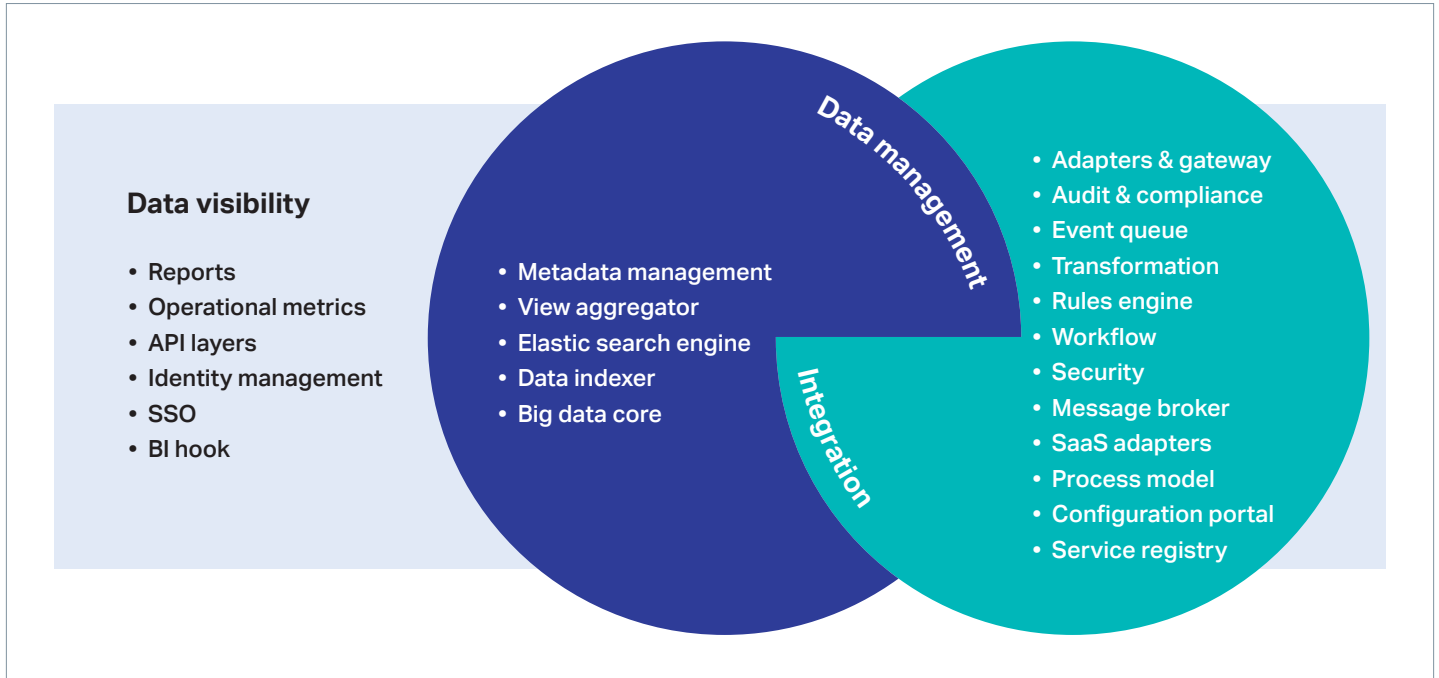 Data visibility
• Reports
• Operational metrics
• API layers
• Identity management
• SSO
• BI hook
Data management
• Metadata management
• View aggregator
• Elastic search engine
• Data indexer
• Big data core
Integration
• Adapters & gateway
• Audit & compliance
• Event queue
• Transformation
• Rules engine
• Workflow
• Security
• Message broker
• SaaS adapters
• Process model
• Configuration portal
• Service registry